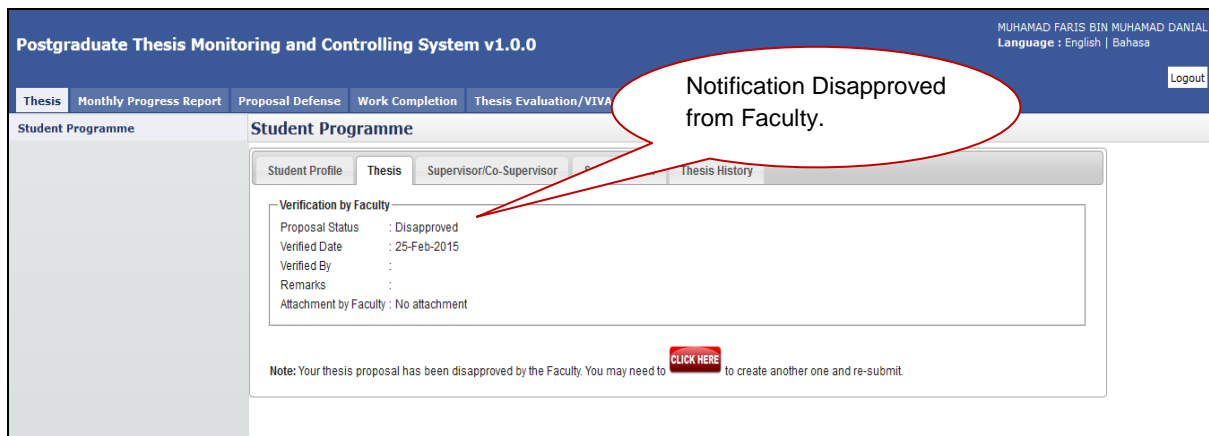 MUHAMAD FARIS BIN MUHAMAD DANIAL
Postgraduate Thesis Monitoring and Controlling System v1.0.0
Language : English | Bahasa
Logout
Thesis Monthly Progress Report Proposal Defense Work Completion Thesis Evaluation/VIVA
Notification Disapproved
from Faculty.
Student Programme
Student Programme
Student Profile Thesis Supervisor/Co-Supervisor Thesis History
Verification by Faculty
Proposal Status : Disapproved
Verified Date : 25-Feb-2015
Verified By :
Remarks :
Attachment by Faculty : No attachment
Note: Your thesis proposal has been disapproved by the Faculty. You may need to CLICK HERE to create another one and re-submit.